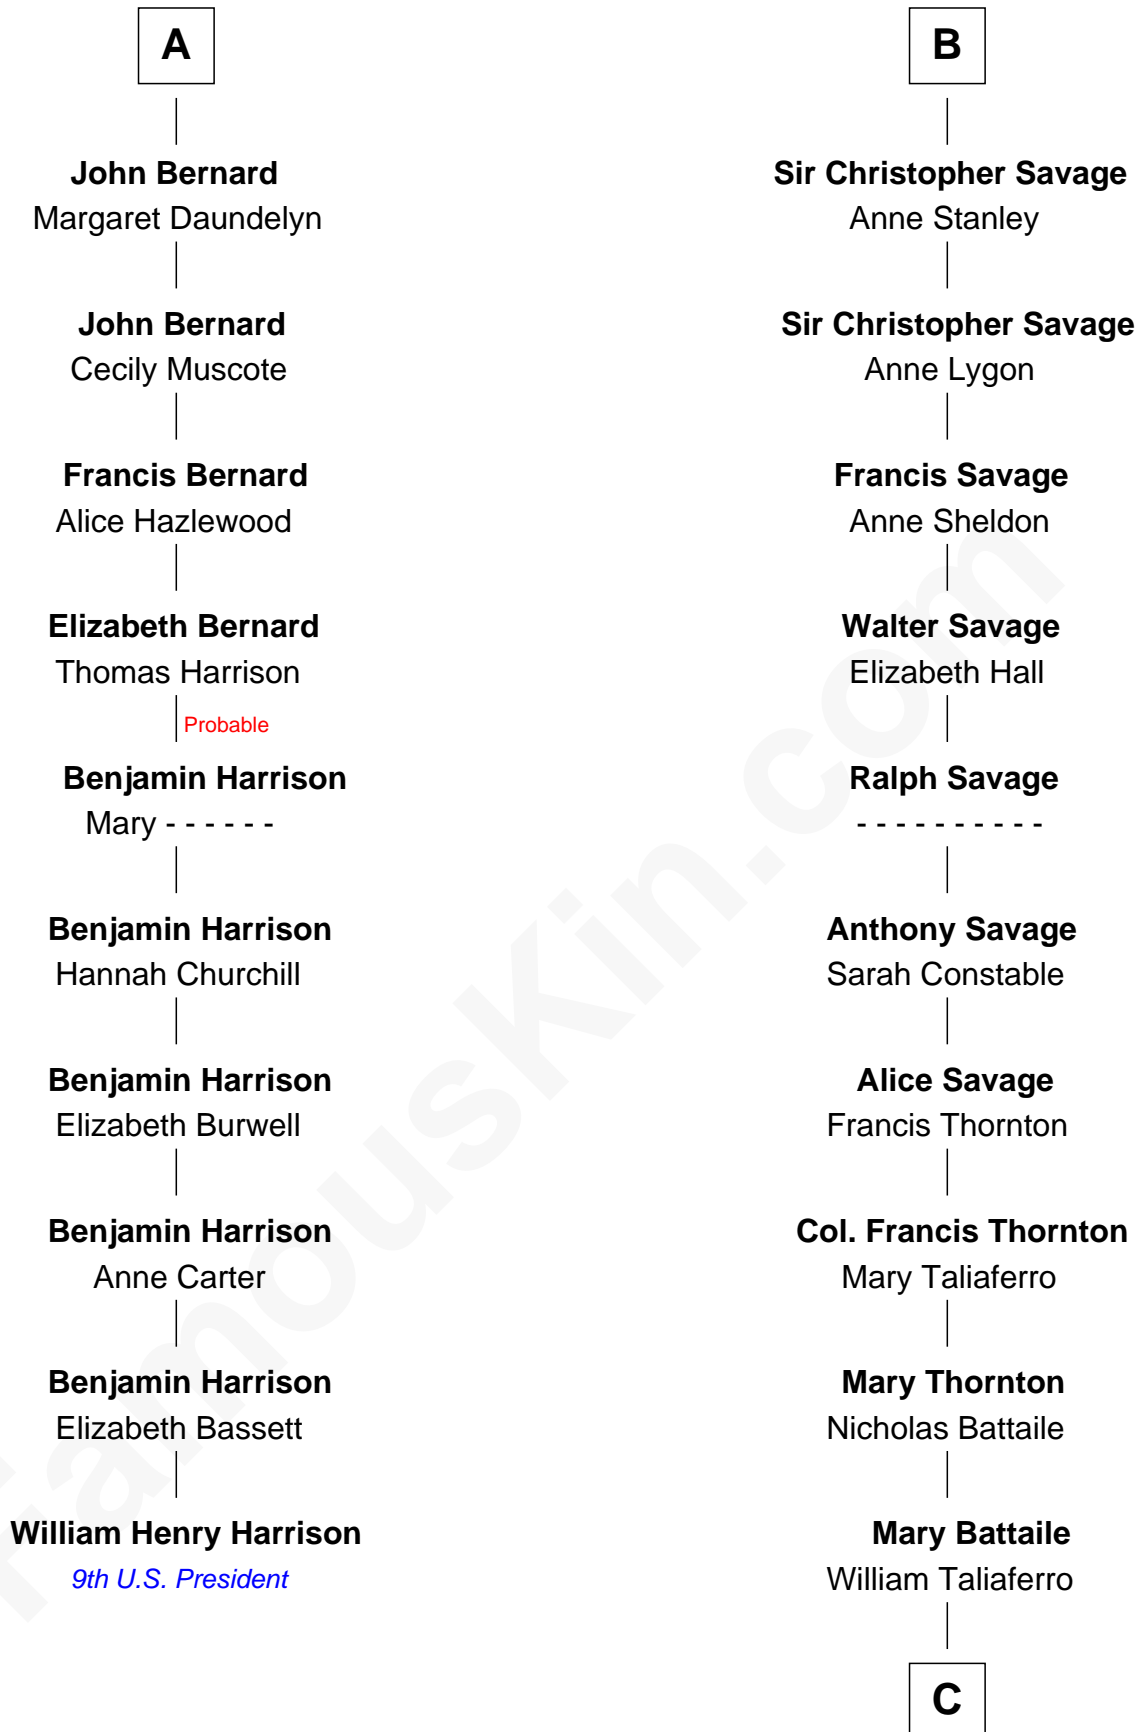 A
John Bernard
Margaret Daundelyn
John Bernard
Cecily Muscote
Francis Bernard
Alice Hazlewood
Elizabeth Bernard
Thomas Harrison
Probable
Benjamin Harrison
Mary - - - - - -
Benjamin Harrison
Hannah Churchill
Benjamin Harrison
Elizabeth Burwell
Benjamin Harrison
Anne Carter
Benjamin Harrison
Elizabeth Bassett
William Henry Harrison
9th U.S. President
B
Sir Christopher Savage
Anne Stanley
Sir Christopher Savage
Anne Lygon
Francis Savage
Anne Sheldon
Walter Savage
Elizabeth Hall
Ralph Savage
- - - - - - - - - -
Anthony Savage
Sarah Constable
Alice Savage
Francis Thornton
Col. Francis Thornton
Mary Taliaferro
Mary Thornton
Nicholas Battaile
Mary Battaile
William Taliaferro
C
FamousKin.com